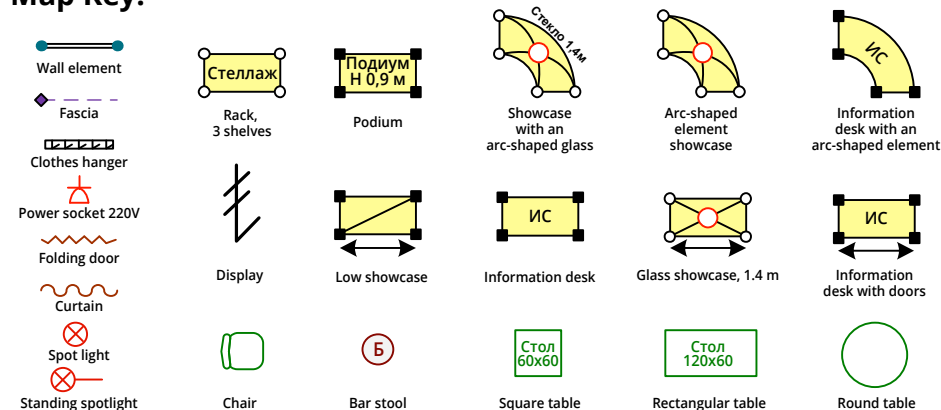 Map Key:
Wall element
Fascia
Clothes hanger
Power socket 220V
Folding door
Curtain
Spot light
Standing spotlight
Стеллаж
Rack,
3 shelves
Display
Chair
Подиум
Н 0,9 м
Podium
Low showcase
Б
Bar stool
Стекло 1,4м
Showcase
with an
arc-shaped glass
ИС
Information desk
Стол
60х60
Square table
Arc-shaped
element
showcase
Glass showcase, 1.4 m
Стол
120х60
Rectangular table
ИС
Information
desk with an
arc-shaped element
ИС
Information
desk with doors
Round table